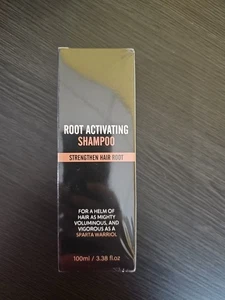 ROOT ACTIVATING
SHAMPOO
STRENGTHEN HAIR ROOT
FOR A HELM OF
HAIR AS MIGHTY
VOLUMINOUS, AND
VIGOROUS AS A
SPARTA WARRIOL
100ml / 3.38 fl.oz